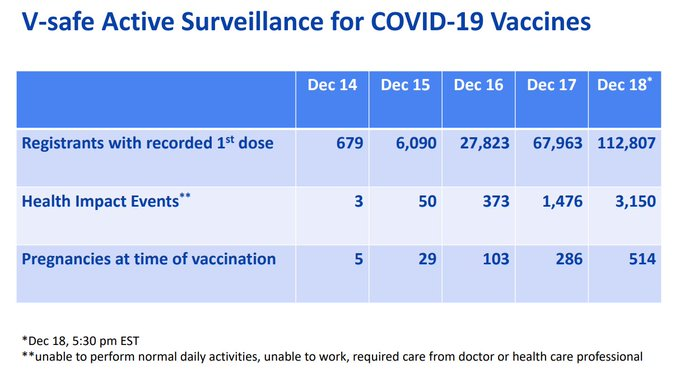 V-safe Active Surveillance for COVID-19 Vaccines
Dec 14 Dec 15 Dec 16 Dec 17 Dec 18*
Registrants with recorded 1st dose 679 6,090 27,823 67,963 112,807
Health Impact Events** 3 50 373 1,476 3,150
Pregnancies at time of vaccination 5 29 103 286 514
*Dec 18, 5:30 pm EST
**unable to perform normal daily activities, unable to work, required care from doctor or health care professional